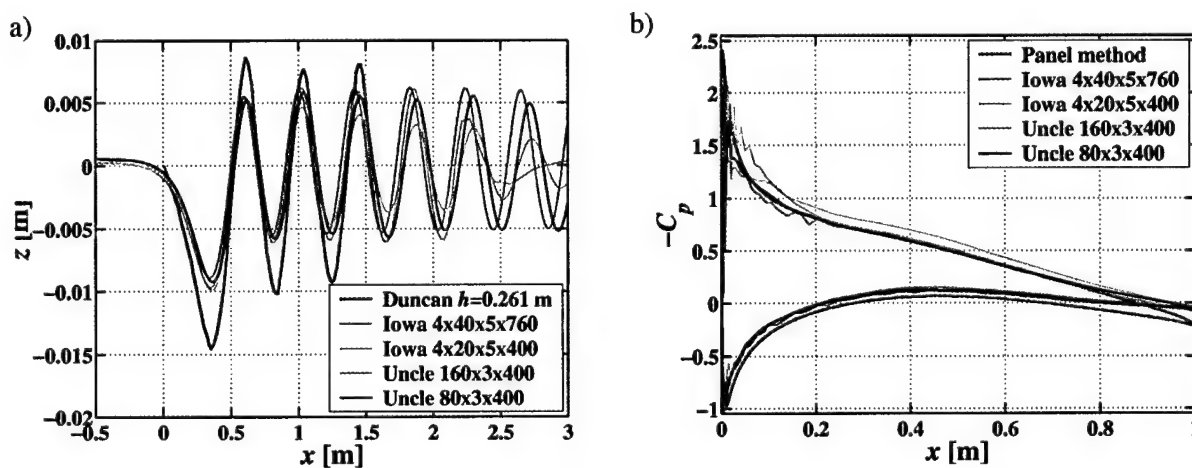 a)
0.01
0.005
0
−0.005
−0.01
−0.015
−0.02
z [m]
−0.5 0 0.5 1 1.5 2 2.5 3
x [m]
Duncan h=0.261 m
Iowa 4x40x5x760
Iowa 4x20x5x400
Uncle 160x3x400
Uncle 80x3x400
b)
2.5
2
1.5
1
0.5
0
−0.5
−1
−C_p
0 0.2 0.4 0.6 0.8 1
x [m]
Panel method
Iowa 4x40x5x760
Iowa 4x20x5x400
Uncle 160x3x400
Uncle 80x3x400